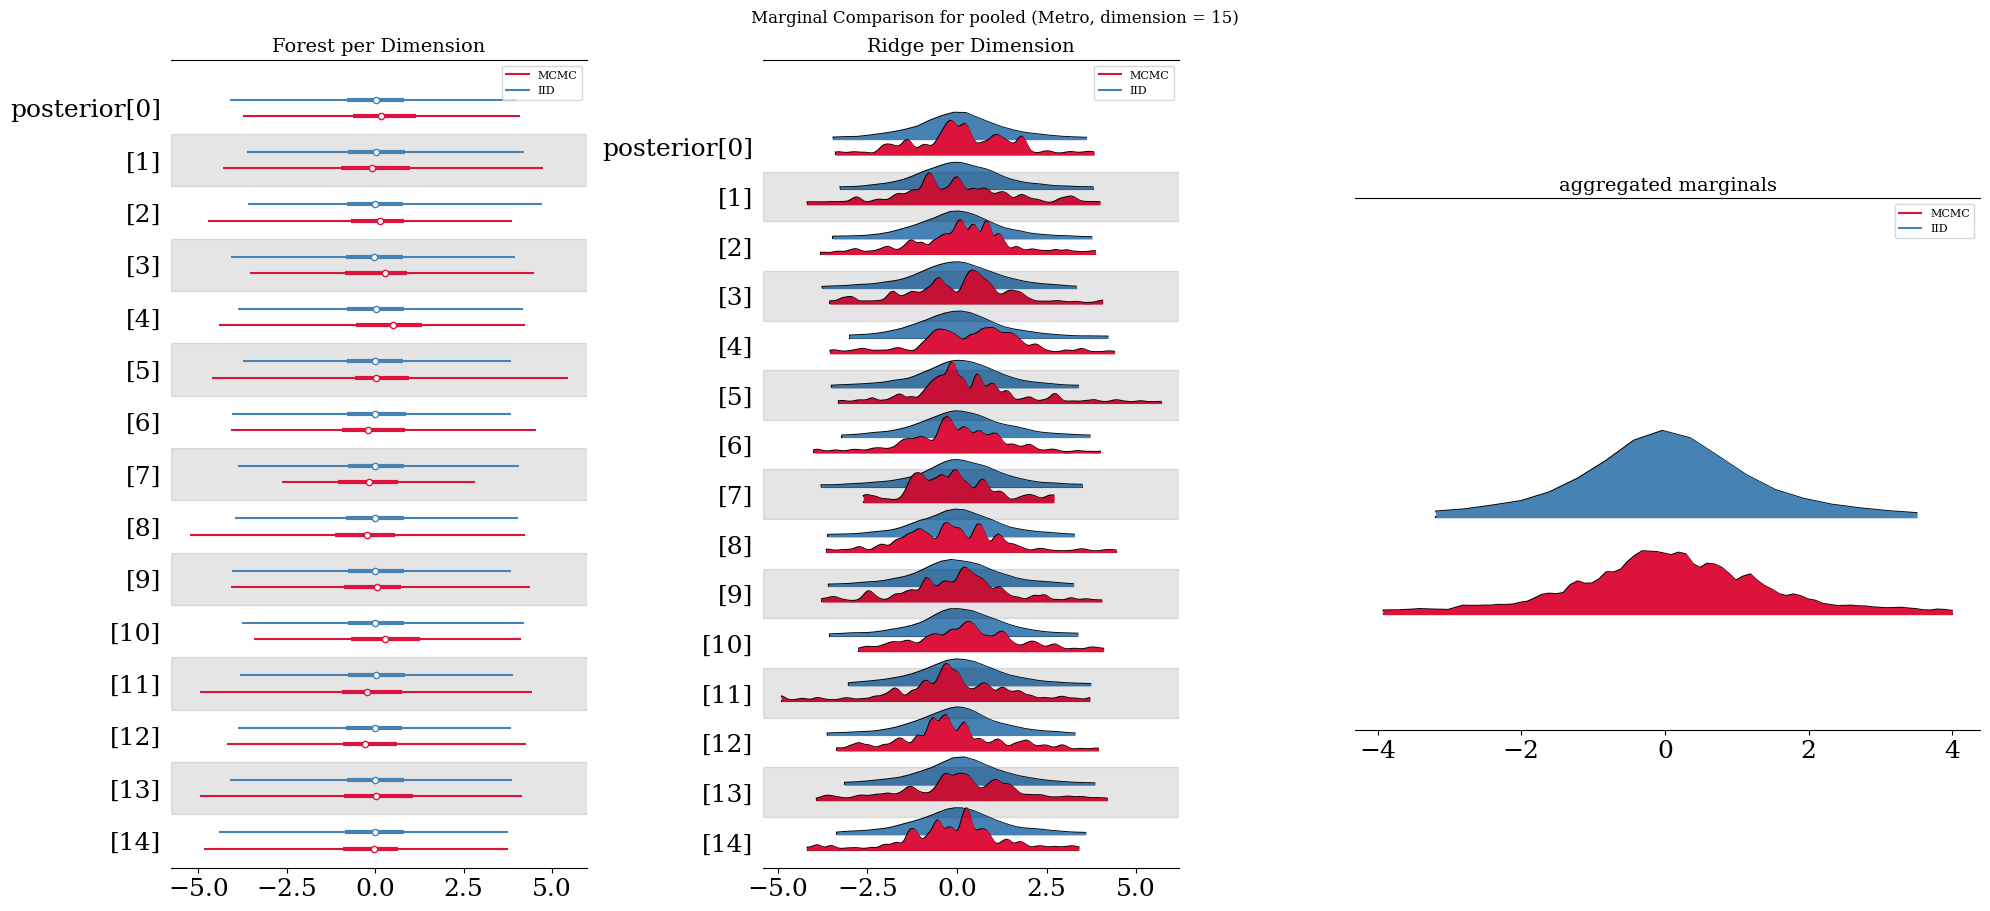 Marginal Comparison for pooled (Metro, dimension = 15)
Forest per Dimension
MCMC
IID
posterior[0]
[1]
[2]
[3]
[4]
[5]
[6]
[7]
[8]
[9]
[10]
[11]
[12]
[13]
[14]
−5.0 −2.5 0.0 2.5 5.0
Ridge per Dimension
MCMC
IID
posterior[0]
[1]
[2]
[3]
[4]
[5]
[6]
[7]
[8]
[9]
[10]
[11]
[12]
[13]
[14]
−5.0 −2.5 0.0 2.5 5.0
aggregated marginals
MCMC
IID
−4 −2 0 2 4